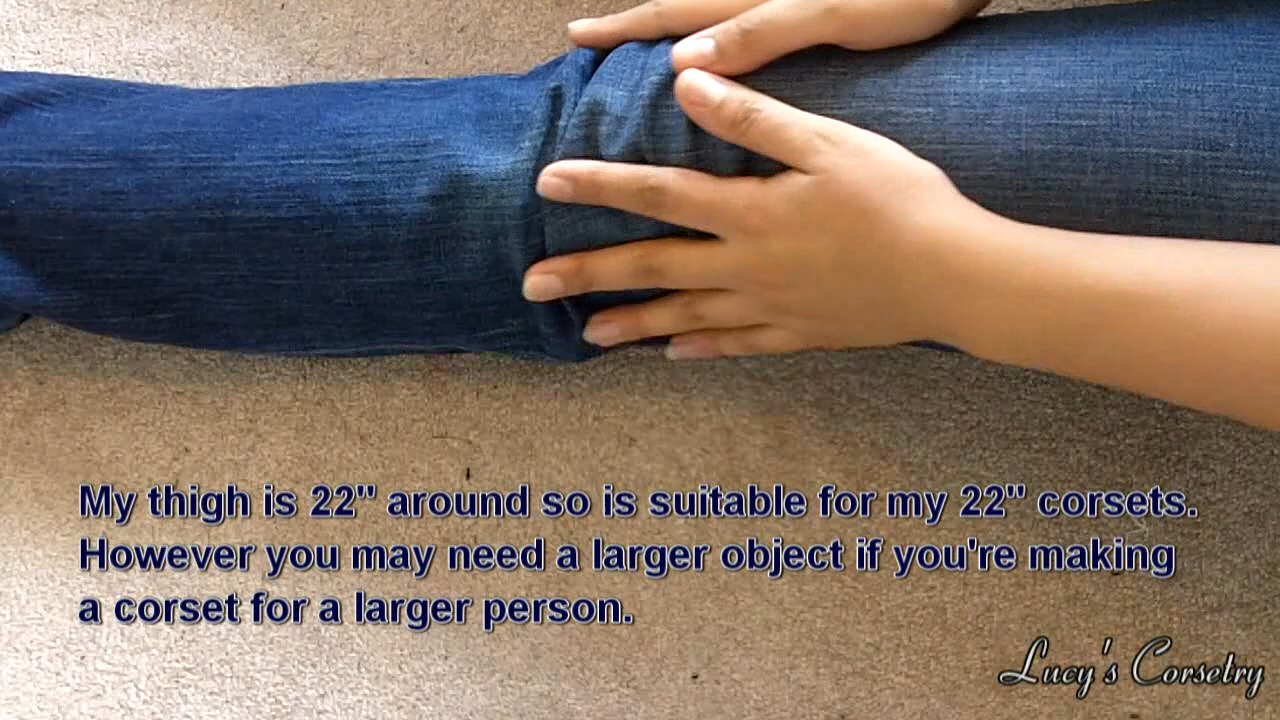 My thigh is 22" around so is suitable for my 22" corsets.
However you may need a larger object if you're making
a corset for a larger person.
Lucy's Corsetry